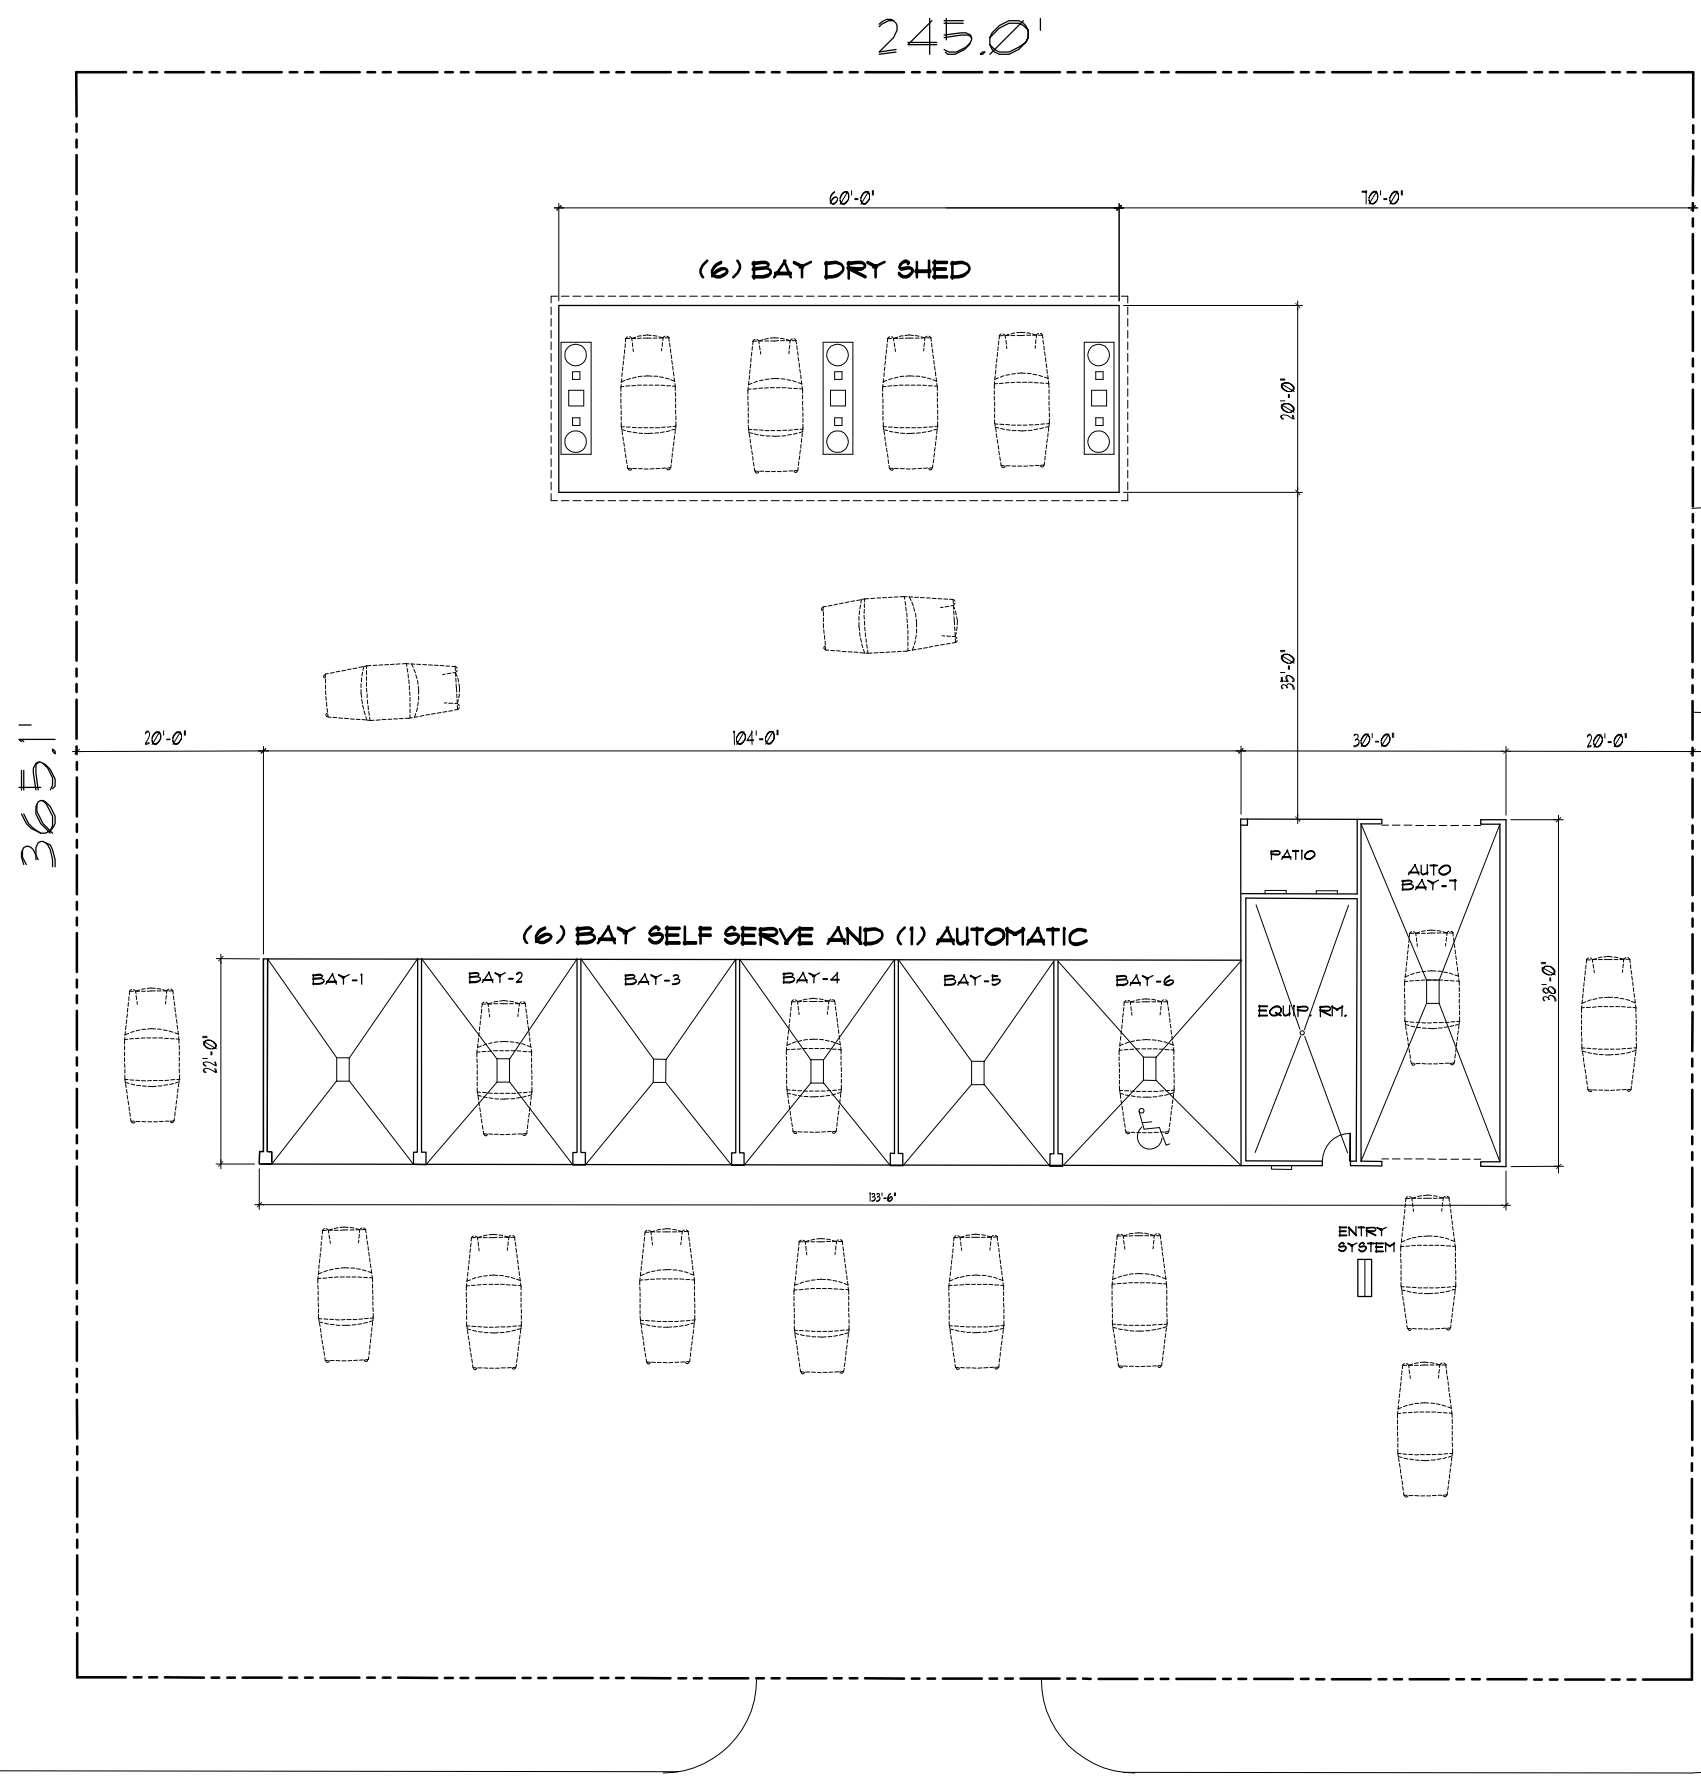 245.0'
60'-0"
70'-0"
(6) BAY DRY SHED
20'-0"
35'-0"
365.1'
20'-0"
104'-0"
30'-0"
20'-0"
PATIO
AUTO
BAY-7
(6) BAY SELF SERVE AND (1) AUTOMATIC
BAY-1
BAY-2
BAY-3
BAY-4
BAY-5
BAY-6
EQUIP. RM.
38'-0"
22'-0"
133'-6"
ENTRY
SYSTEM